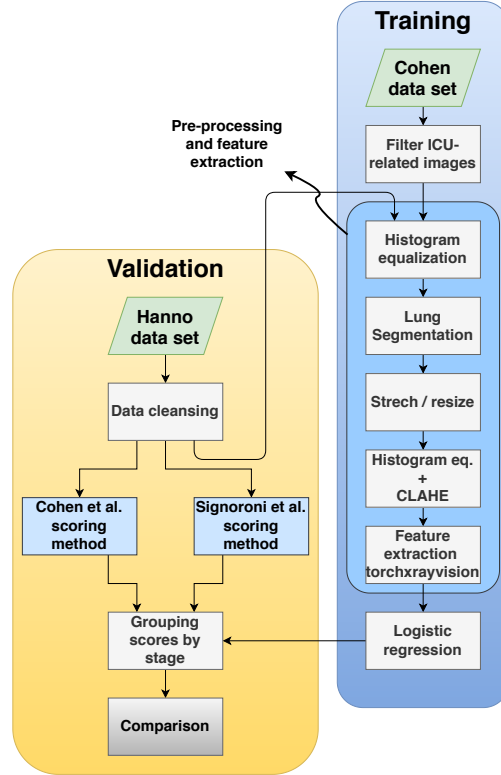 Training
Cohen
data set
Filter ICU-
related images
Pre-processing
and feature
extraction
Histogram
equalization
Lung
Segmentation
Strech / resize
Histogram eq.
+
CLAHE
Feature
extraction
torchxrayvision
Logistic
regression
Validation
Hanno
data set
Data cleansing
Cohen et al.
scoring
method
Signoroni et al.
scoring
method
Grouping
scores by
stage
Comparison